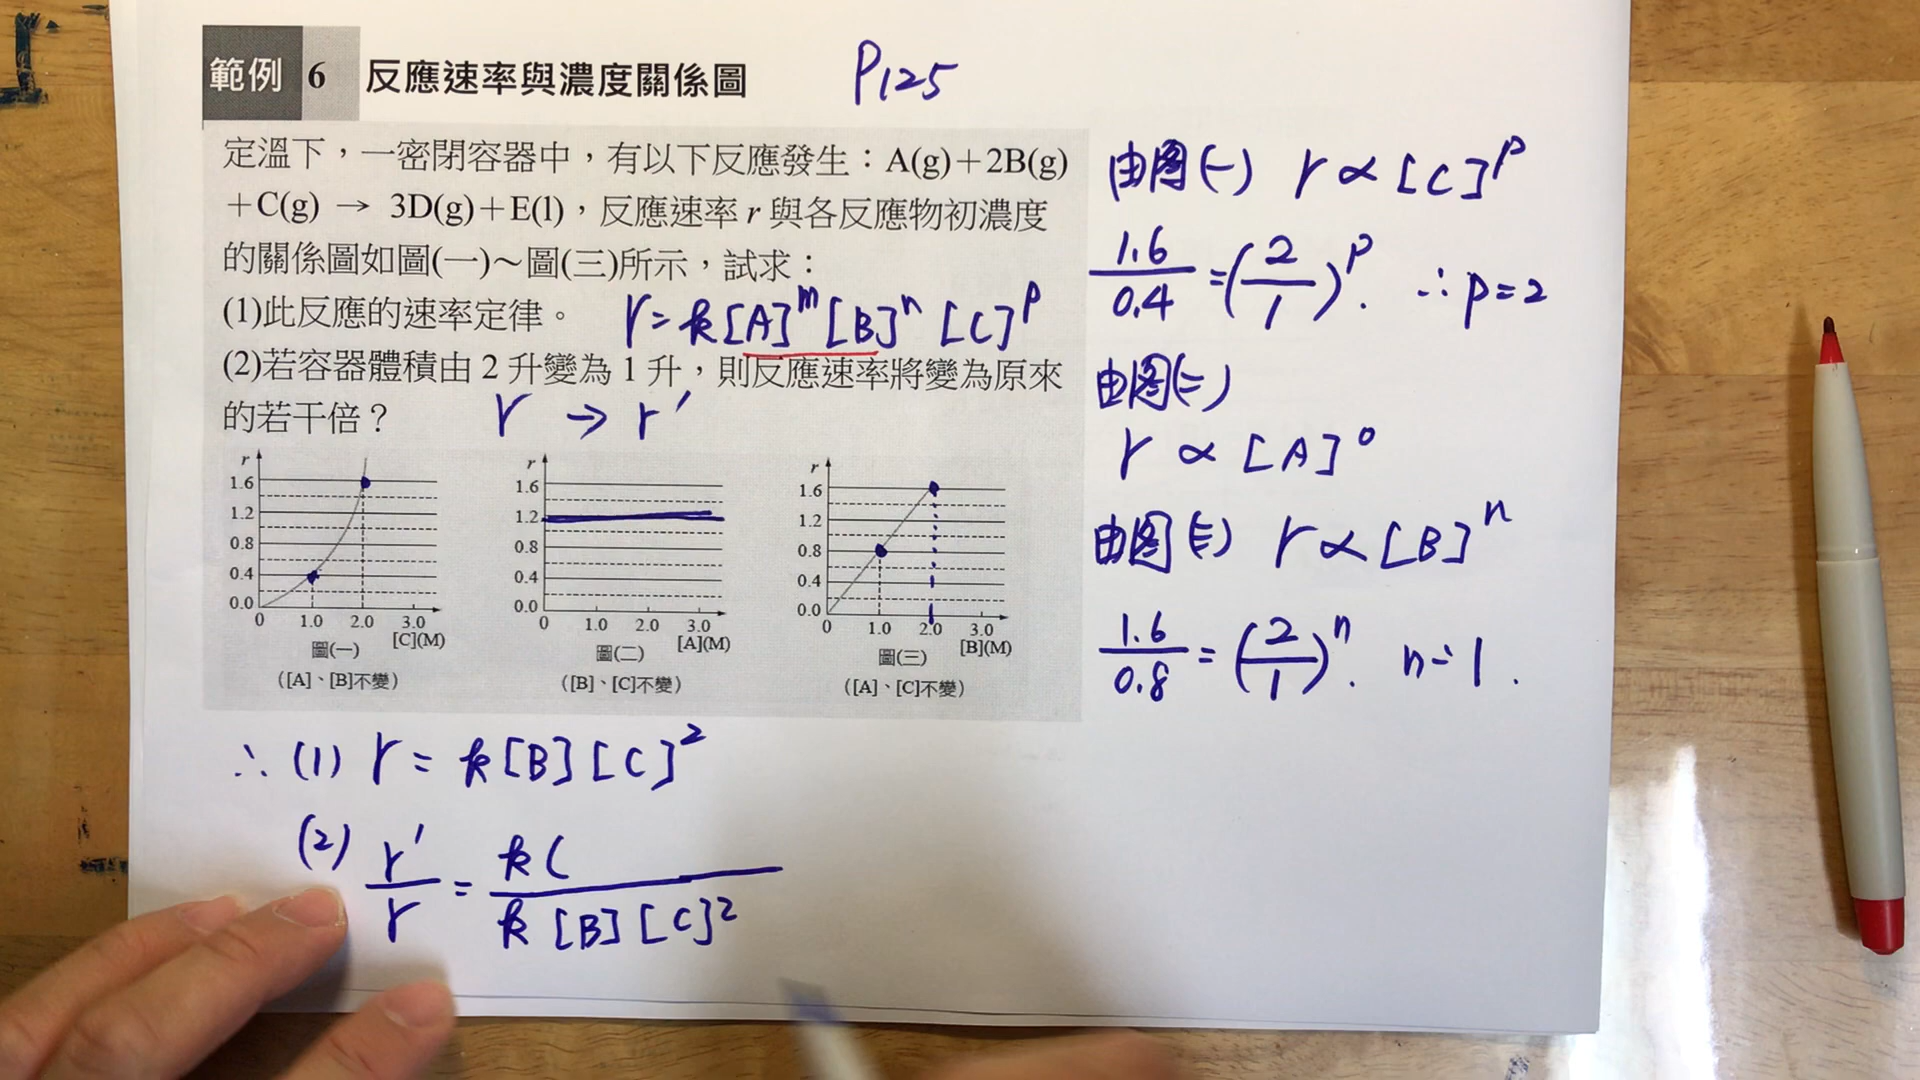 範例 6 反應速率與濃度關係圖 P125
定溫下，一密閉容器中，有以下反應發生：A(g)＋2B(g)
＋C(g) → 3D(g)＋E(l)，反應速率 r 與各反應物初濃度
的關係圖如圖(一)～圖(三)所示，試求：
(1)此反應的速率定律。 r = k[A]^m [B]^n [C]^p
(2)若容器體積由 2 升變為 1 升，則反應速率將變為原來
的若干倍？ r → r'
r
1.6
1.2
0.8
0.4
0.0
0 1.0 2.0 3.0
[C](M)
圖(一)
([A]、[B]不變)
r
1.6
1.2
0.8
0.4
0.0
0 1.0 2.0 3.0
[A](M)
圖(二)
([B]、[C]不變)
r
1.6
1.2
0.8
0.4
0.0
0 1.0 2.0 3.0
[B](M)
圖(三)
([A]、[C]不變)
由图(一) r ∝ [C]^p
1.6/0.4 = (2/1)^p. ∴ p = 2
由图(二)
r ∝ [A]^0
由图(三) r ∝ [B]^n
1.6/0.8 = (2/1)^n. n = 1.
∴ (1) r = k[B][C]²
(2) r'/r = k(/k[B][C]²